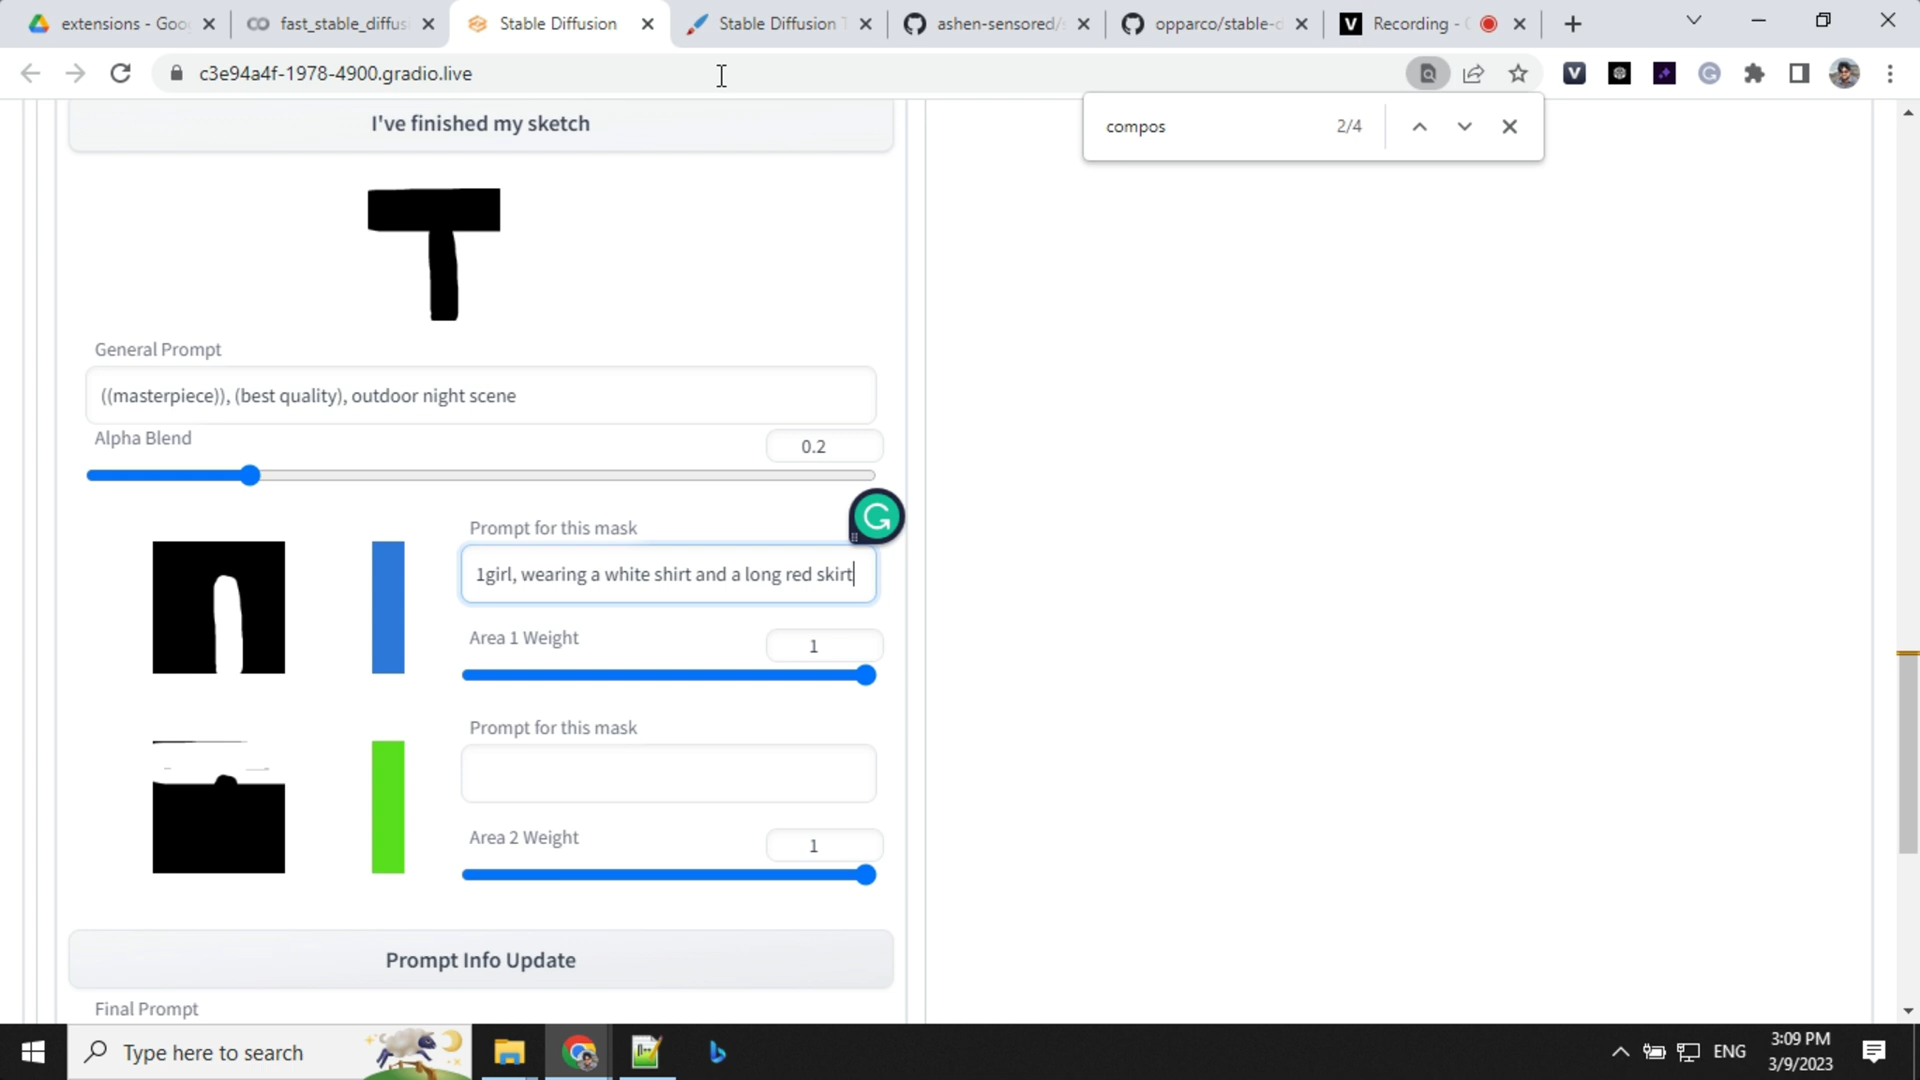 extensions - Goo
fast_stable_diffusi
Stable Diffusion
Stable Diffusion T
ashen-sensored/s
opparco/stable-d
V Recording -
c3e94a4f-1978-4900.gradio.live
compos 2/4
I've finished my sketch
General Prompt
((masterpiece)), (best quality), outdoor night scene
Alpha Blend
0.2
Prompt for this mask
1girl, wearing a white shirt and a long red skirt
Area 1 Weight
1
Prompt for this mask
Area 2 Weight
1
Prompt Info Update
Final Prompt
Type here to search
ENG
3:09 PM
3/9/2023